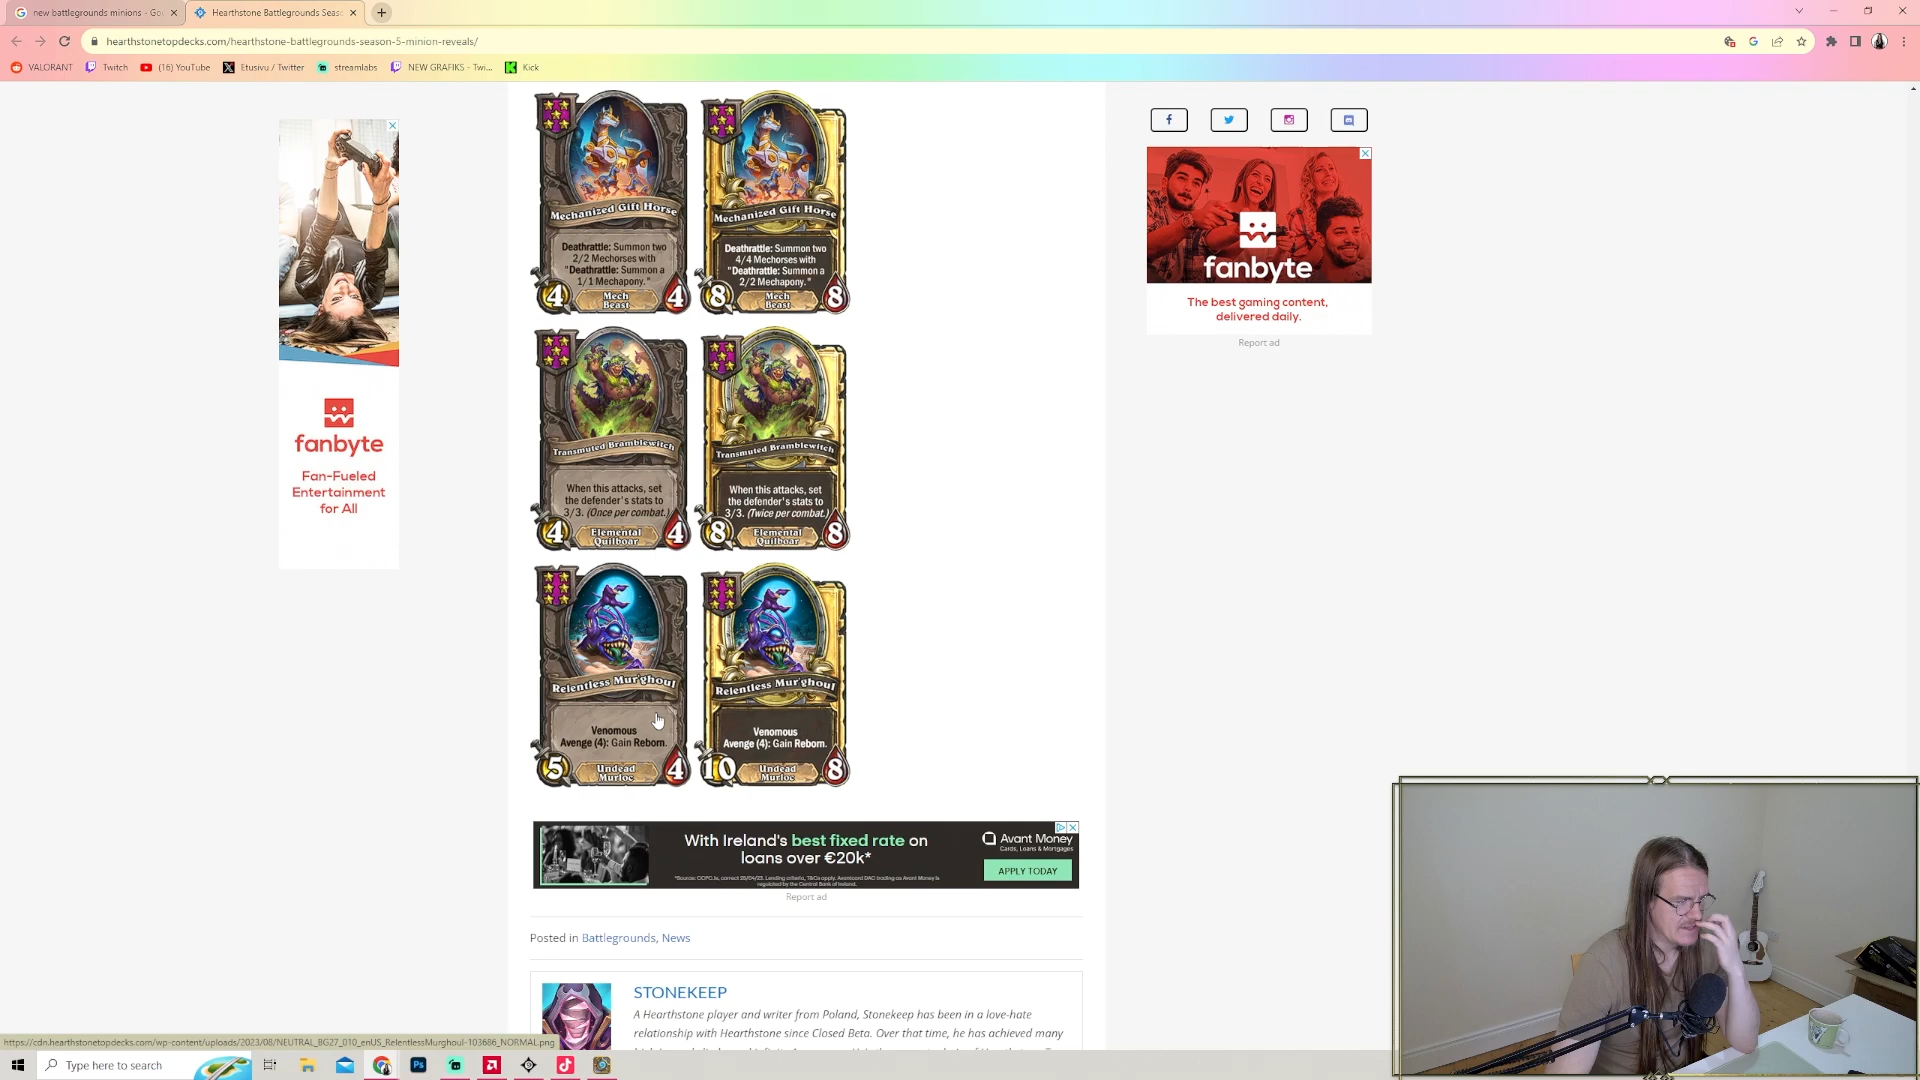 new battlegrounds minions - Go
Hearthstone Battlegrounds Seas
hearthstonetopdecks.com/hearthstone-battlegrounds-season-5-minion-reveals/
VALORANT
Twitch
(16) YouTube
Etusivu / Twitter
streamlabs
NEW GRAFIKS - Twi...
Kick
Mechanized Gift Horse
Deathrattle: Summon two
2/2 Mechorses with
"Deathrattle: Summon a
1/1 Mechapony."
4
Mech
Beast
4
Mechanized Gift Horse
Deathrattle: Summon two
4/4 Mechorses with
"Deathrattle: Summon a
2/2 Mechapony."
8
Mech
Beast
8
Transmuted Bramblewitch
When this attacks, set
the defender's stats to
3/3. (Once per combat.)
4
Elemental
Quilboar
4
Transmuted Bramblewitch
When this attacks, set
the defender's stats to
3/3. (Twice per combat.)
8
Elemental
Quilboar
8
Relentless Mur'ghoul
Venomous
Avenge (4): Gain Reborn.
5
Undead
Murloc
4
Relentless Mur'ghoul
Venomous
Avenge (4): Gain Reborn.
10
Undead
Murloc
8
fanbyte
Fan-Fueled
Entertainment
for All
fanbyte
The best gaming content,
delivered daily.
Report ad
With Ireland's best fixed rate on
loans over €20k*
Avant Money
Cards, Loans & Mortgages
APPLY TODAY
Report ad
Posted in Battlegrounds, News
STONEKEEP
A Hearthstone player and writer from Poland, Stonekeep has been in a love-hate
relationship with Hearthstone since Closed Beta. Over that time, he has achieved many
https://cdn.hearthstonetopdecks.com/wp-content/uploads/2023/08/NEUTRAL_BG27_010_enUS_RelentlessMurghoul-103686_NORMAL.png
Type here to search
Ps